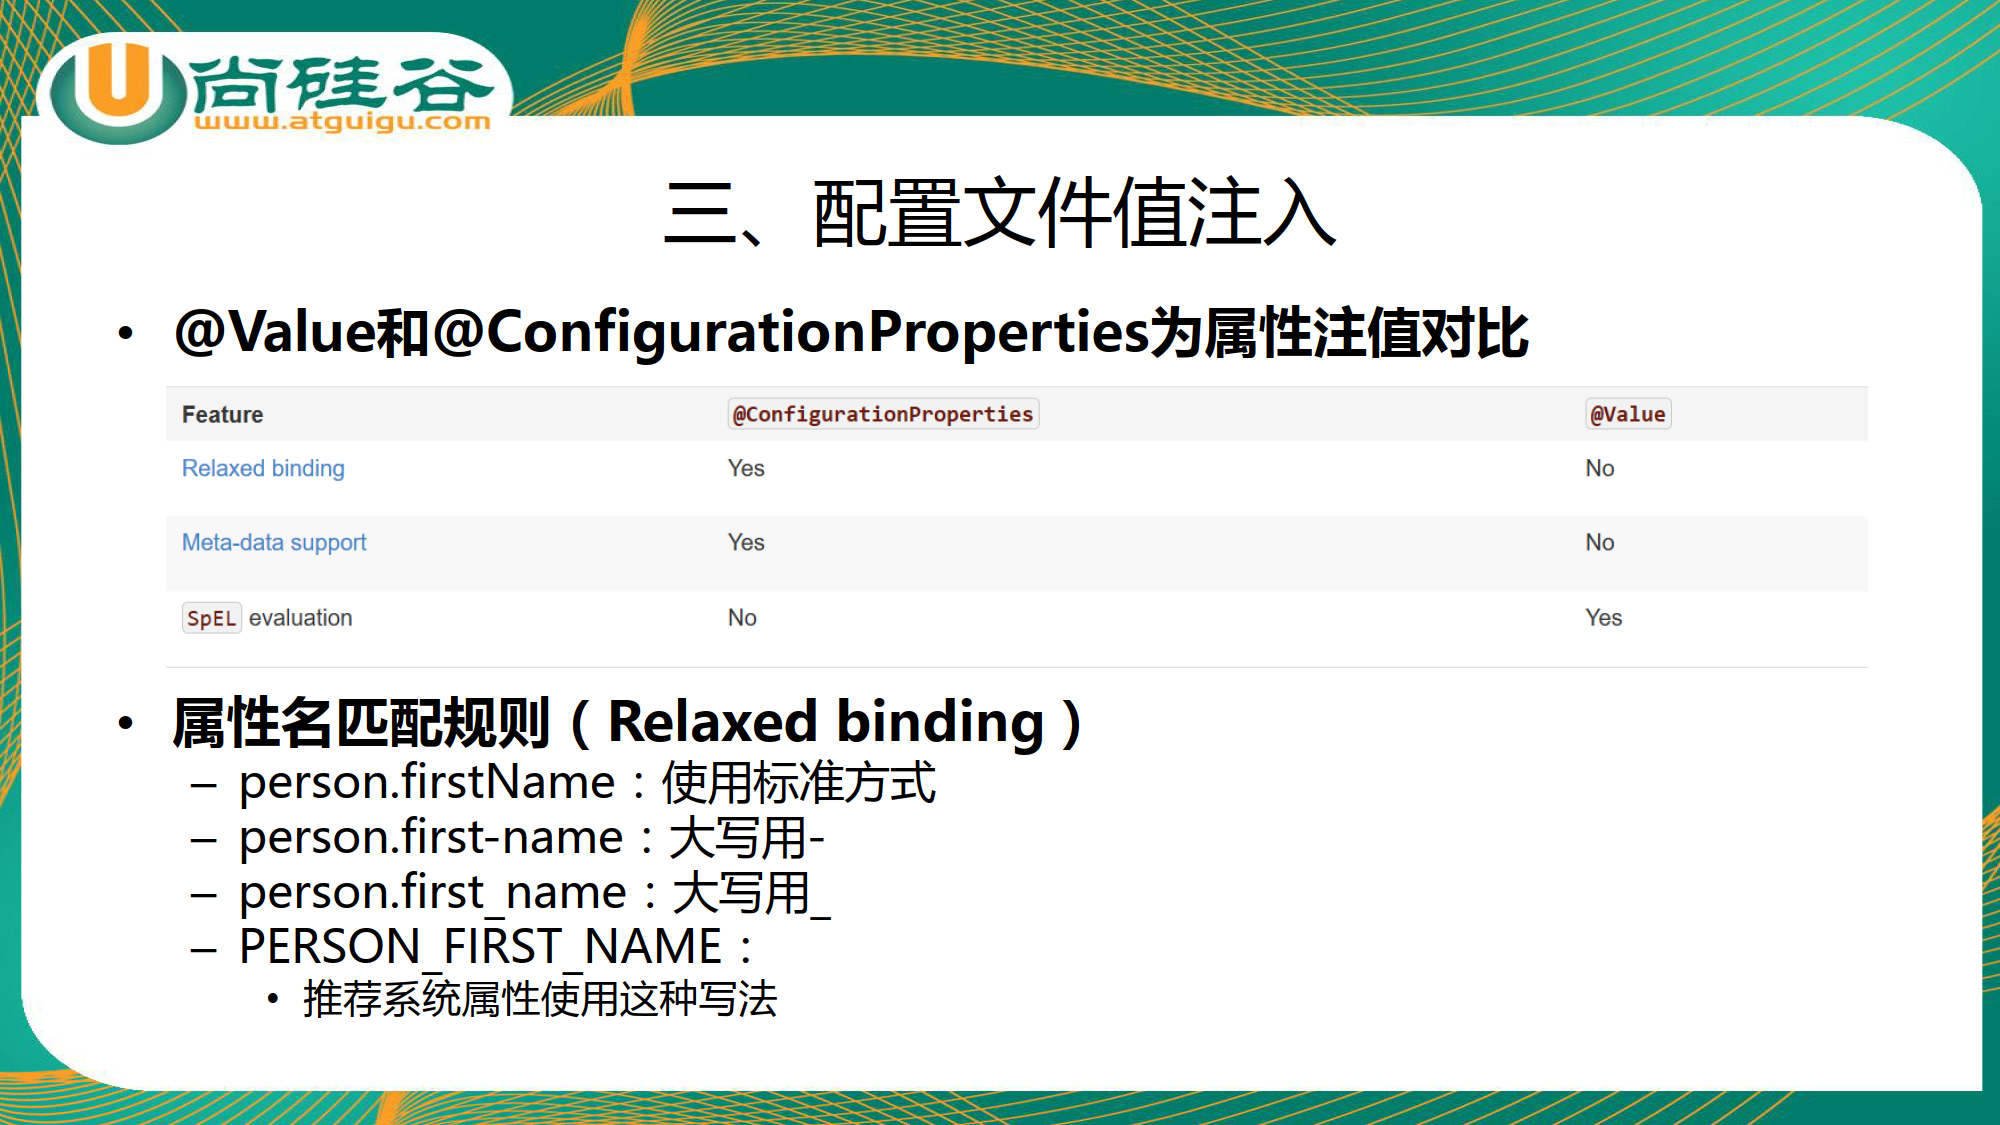 尚硅谷
www.atguigu.com
三、配置文件值注入
• @Value和@ConfigurationProperties为属性注值对比
Feature @ConfigurationProperties @Value
Relaxed binding Yes No
Meta-data support Yes No
SpEL evaluation No Yes
• 属性名匹配规则（Relaxed binding）
– person.firstName：使用标准方式
– person.first-name：大写用-
– person.first_name：大写用_
– PERSON_FIRST_NAME：
• 推荐系统属性使用这种写法